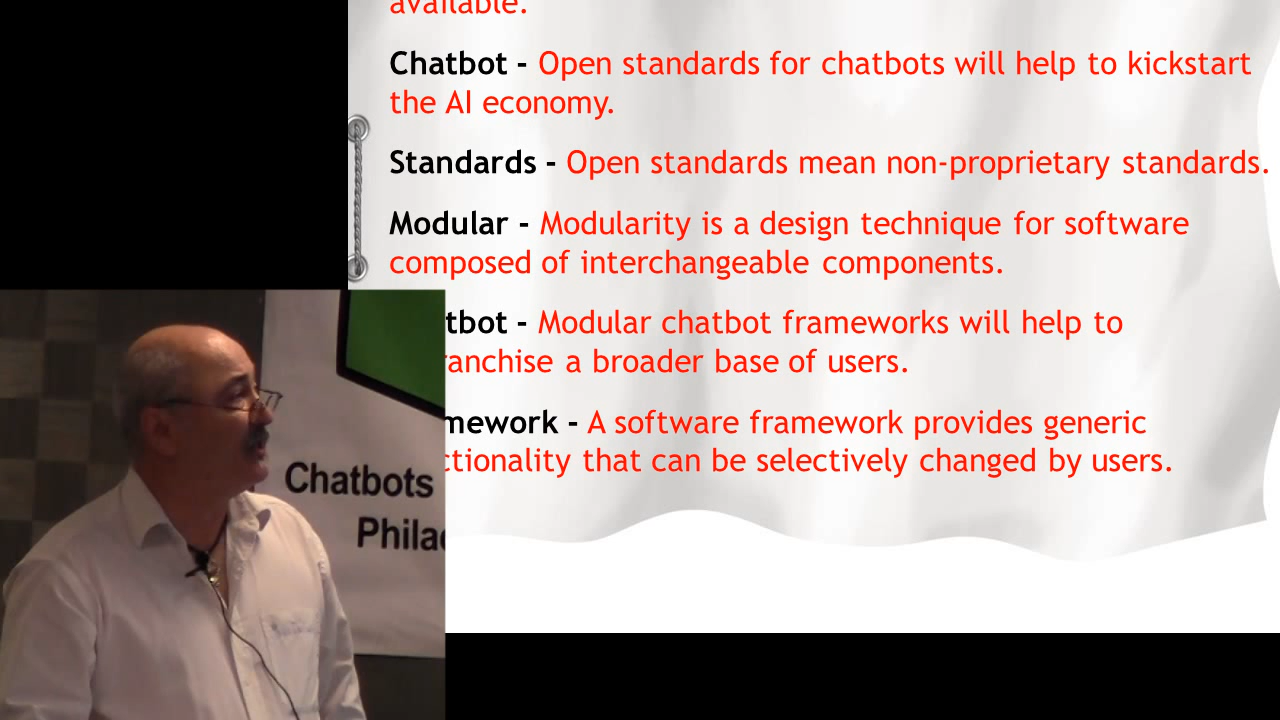 available.
Chatbot - Open standards for chatbots will help to kickstart
the AI economy.
Standards - Open standards mean non-proprietary standards.
Modular - Modularity is a design technique for software
composed of interchangeable components.
tbot - Modular chatbot frameworks will help to
ranchise a broader base of users.
mework - A software framework provides generic
ctionality that can be selectively changed by users.
Chatbots
Phila